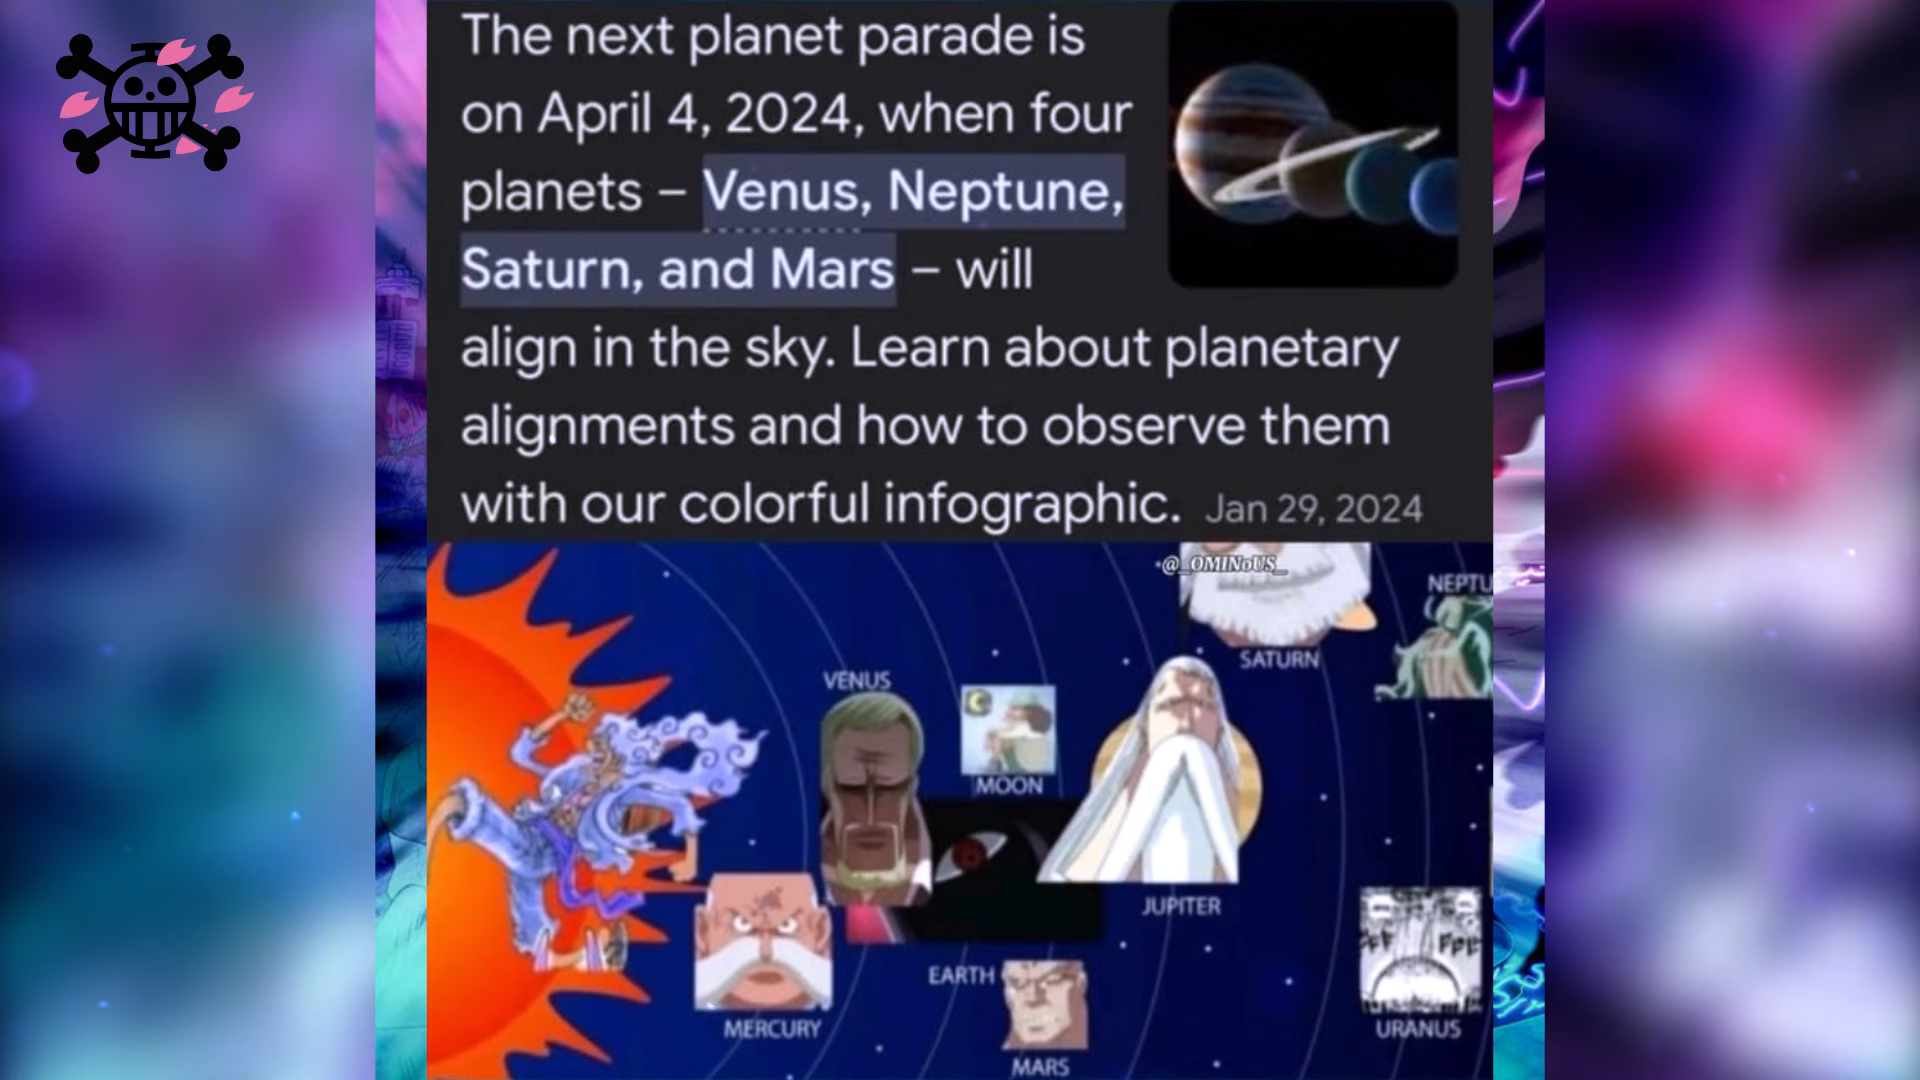 The next planet parade is
on April 4, 2024, when four
planets – Venus, Neptune,
Saturn, and Mars – will
align in the sky. Learn about planetary
alignments and how to observe them
with our colorful infographic. Jan 29, 2024
@_OMINoUS_
NEPTU
SATURN
VENUS
MOON
JUPITER
EARTH
MERCURY
URANUS
MARS